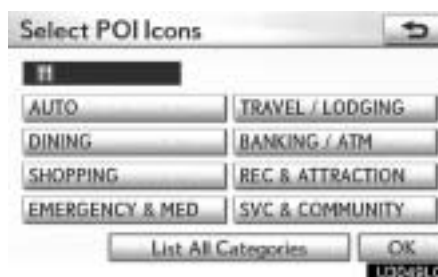 Select POI Icons
AUTO
TRAVEL / LODGING
DINING
BANKING / ATM
SHOPPING
REC & ATTRACTION
EMERGENCY & MED
SVC & COMMUNITY
List All Categories
OK